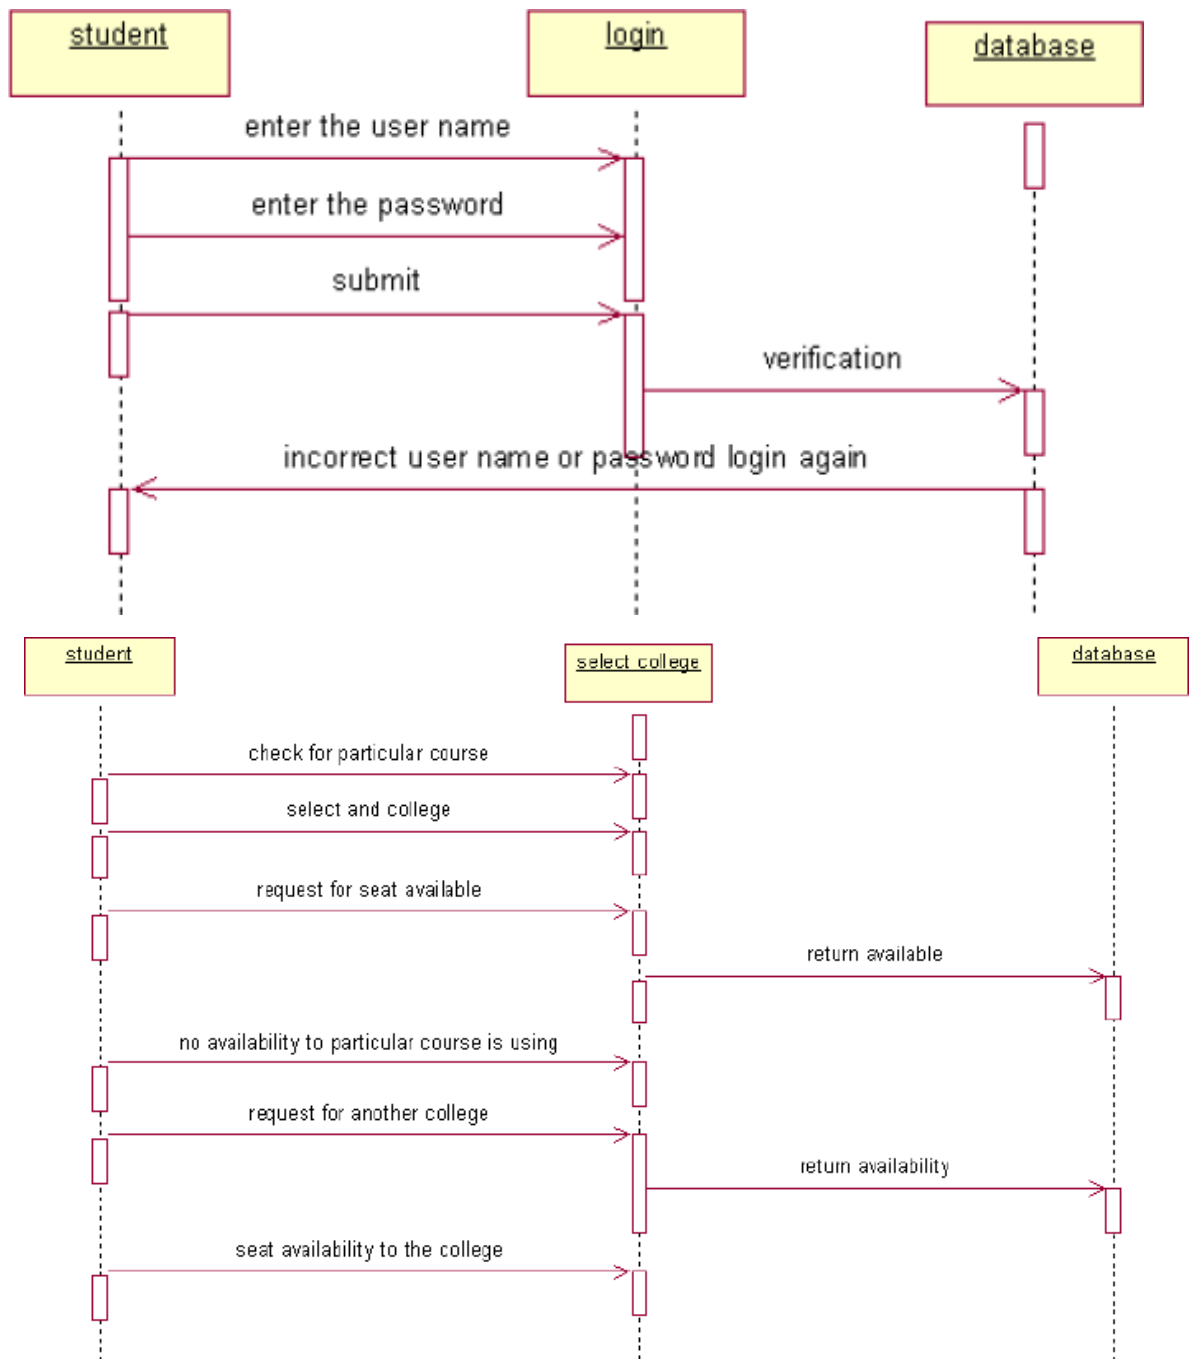 student
login
database
enter the user name
enter the password
submit
verification
incorrect user name or password login again
student
select college
database
check for particular course
select and college
request for seat available
return available
no availability to particular course is using
request for another college
return availability
seat availability to the college